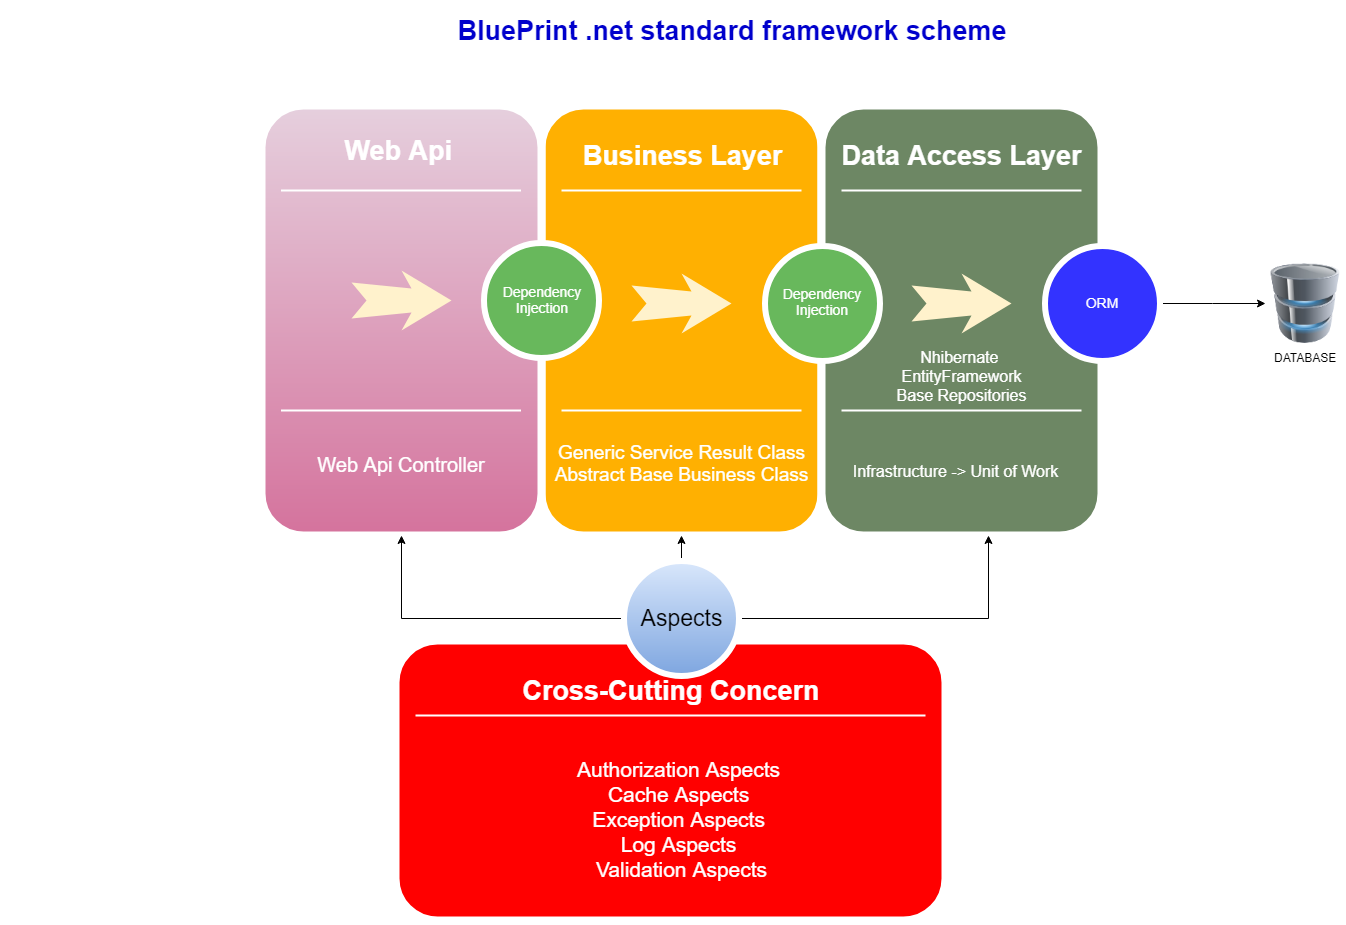 BluePrint .net standard framework scheme
Web Api
Business Layer
Data Access Layer
Dependency
Injection
Dependency
Injection
ORM
Nhibernate
EntityFramework
Base Repositories
DATABASE
Web Api Controller
Generic Service Result Class
Abstract Base Business Class
Infrastructure -> Unit of Work
Aspects
Cross-Cutting Concern
Authorization Aspects
Cache Aspects
Exception Aspects
Log Aspects
Validation Aspects